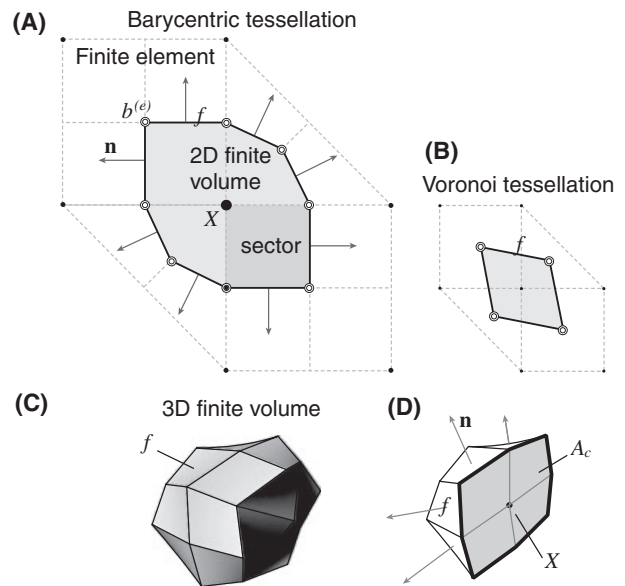 (A)
Barycentric tessellation
Finite element
b(e)
f
n
2D finite
volume
X
sector
(B)
Voronoi tessellation
f
(C)
3D finite volume
f
(D)
n
Ac
f
X